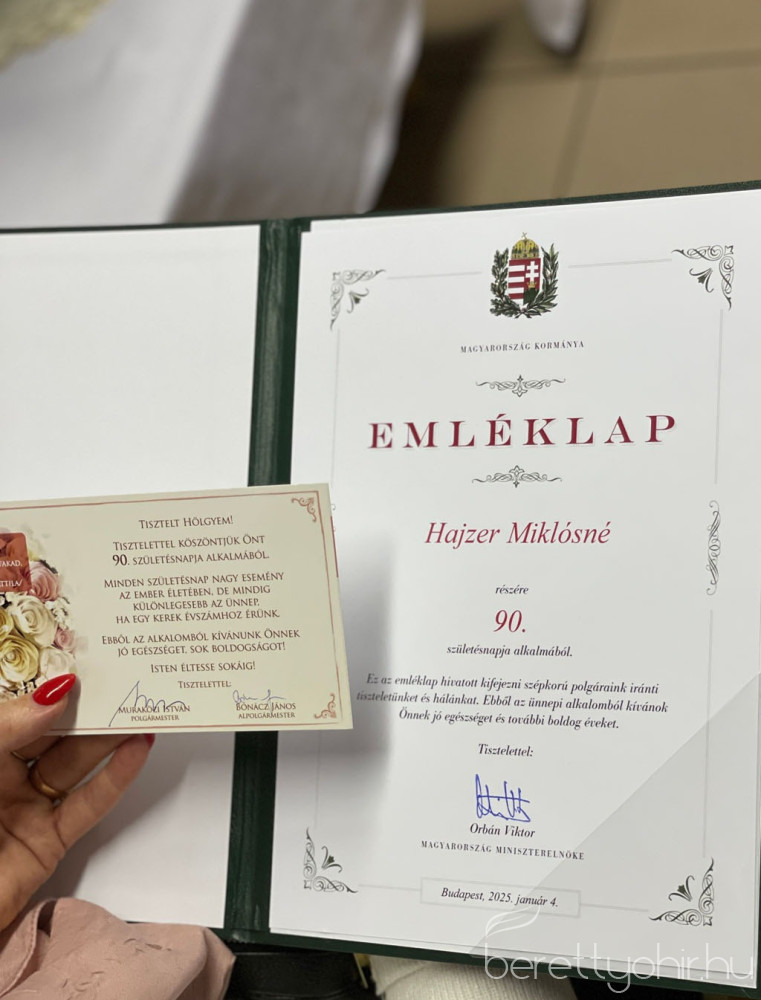 MAGYARORSZÁG KORMÁNYA
EMLÉKLAP
Hajzer Miklósné
részére
90.
születésnapja alkalmából.
Ez az emléklap hivatott kifejezni szépkorú polgáraink iránti
tiszteletünket és hálánkat. Ebből az ünnepi alkalomból kívánok
Önnek jó egészséget és további boldog éveket.
Tisztelettel:
Orbán Viktor
MAGYARORSZÁG MINISZTERELNÖKE
Budapest, 2025. január 4.
TISZTELT HÖLGYEM!
TISZTELETTEL KÖSZÖNTJÜK ÖNT
90. SZÜLETÉSNAPJA ALKALMÁBÓL.
MINDEN SZÜLETÉSNAP NAGY ESEMÉNY
AZ EMBER ÉLETÉBEN, DE MINDIG
KÜLÖNLEGESEBB AZ ÜNNEP,
HA EGY KEREK ÉVSZÁMHOZ ÉRÜNK.
EBBŐL AZ ALKALOMBÓL KÍVÁNUNK ÖNNEK
JÓ EGÉSZSÉGET, SOK BOLDOGSÁGOT!
ISTEN ÉLTESSE SOKÁIG!
TISZTELETTEL:
MURAKÖZI ISTVÁN
POLGÁRMESTER
BONÁCZ JÁNOS
ALPOLGÁRMESTER
berettyohir.hu